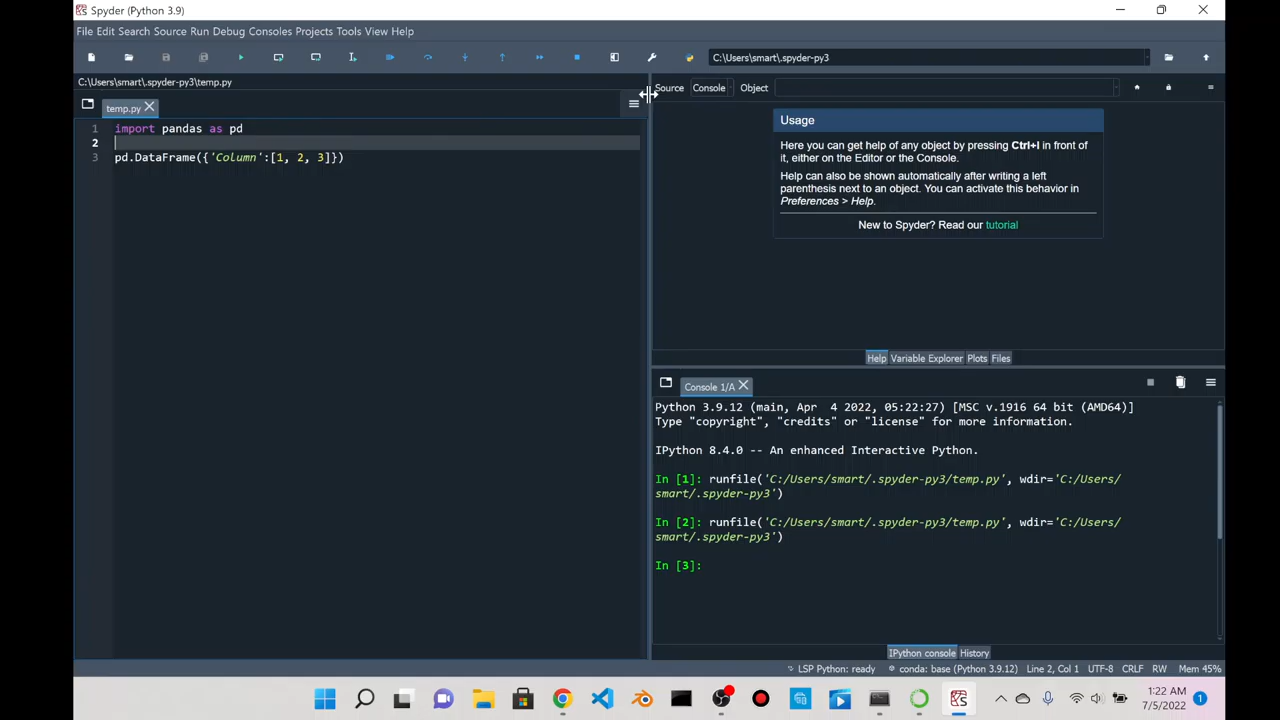 Spyder (Python 3.9)
File Edit Search Source Run Debug Consoles Projects Tools View Help
C:\Users\smart\.spyder-py3
C:\Users\smart\.spyder-py3\temp.py
Source Console Object
temp.py
1 import pandas as pd
2
3 pd.DataFrame({'Column':[1, 2, 3]})
Usage
Here you can get help of any object by pressing Ctrl+I in front
of it, either on the Editor or the Console.
Help can also be shown automatically after writing a left
parenthesis next to an object. You can activate this behavior in
Preferences > Help.
New to Spyder? Read our tutorial
Help Variable Explorer Plots Files
Console 1/A
Python 3.9.12 (main, Apr  4 2022, 05:22:27) [MSC v.1916 64 bit (AMD64)]
Type "copyright", "credits" or "license" for more information.
IPython 8.4.0 -- An enhanced Interactive Python.
In [1]: runfile('C:/Users/smart/.spyder-py3/temp.py', wdir='C:/Users/
smart/.spyder-py3')
In [2]: runfile('C:/Users/smart/.spyder-py3/temp.py', wdir='C:/Users/
smart/.spyder-py3')
In [3]:
IPython console History
LSP Python: ready conda: base (Python 3.9.12) Line 2, Col 1 UTF-8 CRLF RW Mem 45%
1:22 AM
7/5/2022
1